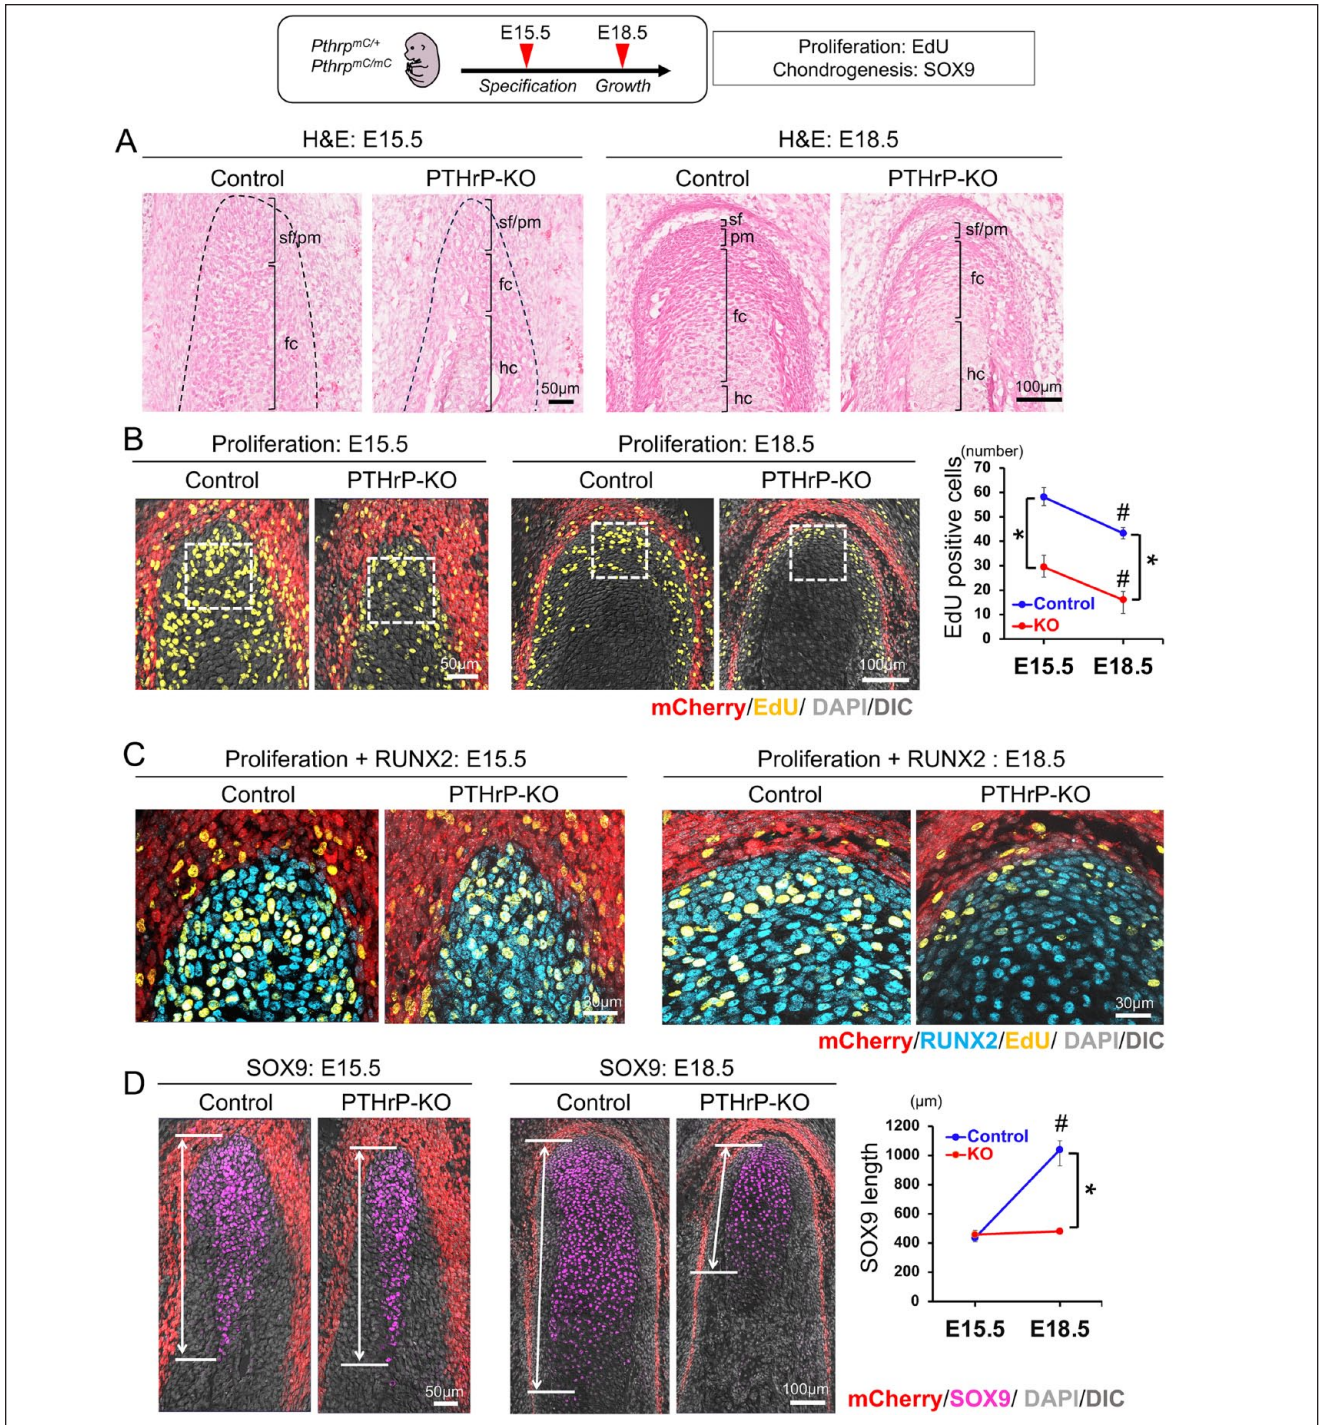 Pthrp^mC/+
Pthrp^mC/mC
E15.5 E18.5
Specification Growth
Proliferation: EdU
Chondrogenesis: SOX9
A
H&E: E15.5 H&E: E18.5
Control PTHrP-KO Control PTHrP-KO
sf/pm
fc
sf/pm
fc
hc
50µm
sf
pm
fc
hc
sf/pm
fc
hc
100µm
B
Proliferation: E15.5 Proliferation: E18.5
Control PTHrP-KO Control PTHrP-KO
50µm
100µm
mCherry/EdU/ DAPI/DIC
(number)
EdU positive cells
70
60
50
40
30
20
10
0
*
#
#
*
Control
KO
E15.5 E18.5
C
Proliferation + RUNX2: E15.5 Proliferation + RUNX2 : E18.5
Control PTHrP-KO Control PTHrP-KO
30µm
30µm
mCherry/RUNX2/EdU/ DAPI/DIC
D
SOX9: E15.5 SOX9: E18.5
Control PTHrP-KO Control PTHrP-KO
50µm
100µm
(µm)
SOX9 length
1200
1000
800
600
400
200
0
Control
KO
#
*
E15.5 E18.5
mCherry/SOX9/ DAPI/DIC